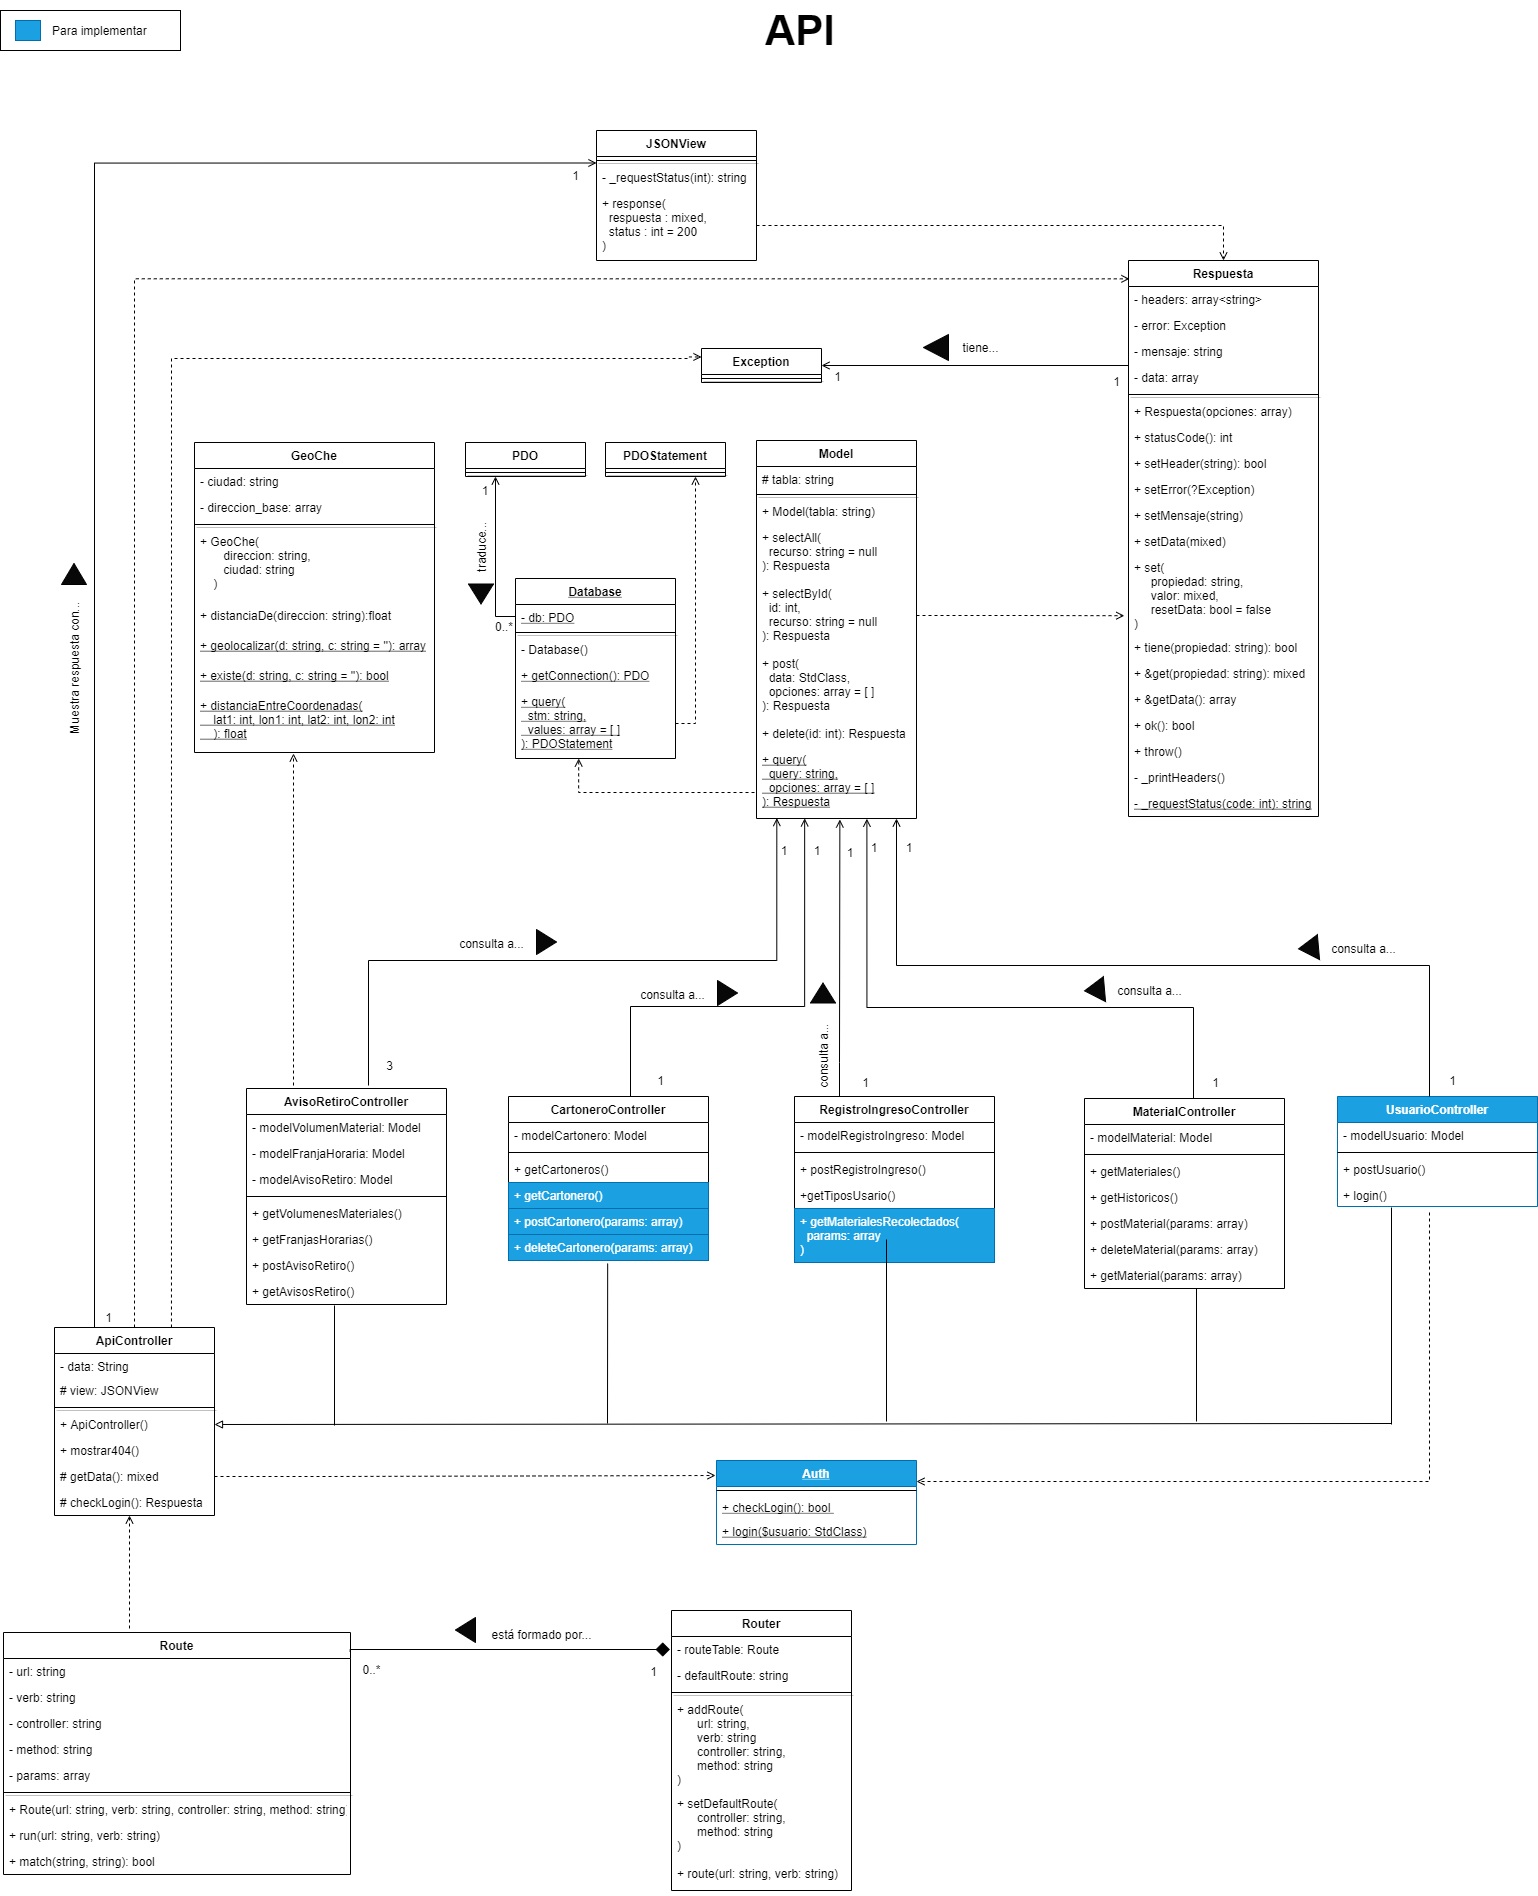 Para implementar
API
JSONView
- _requestStatus(int): string
+ response(
respuesta : mixed,
status : int = 200
)
1
Respuesta
- headers: array<string>
- error: Exception
- mensaje: string
- data: array
+ Respuesta(opciones: array)
+ statusCode(): int
+ setHeader(string): bool
+ setError(?Exception)
+ setMensaje(string)
+ setData(mixed)
+ set(
propiedad: string,
valor: mixed,
resetData: bool = false
)
+ tiene(propiedad: string): bool
+ &get(propiedad: string): mixed
+ &getData(): array
+ ok(): bool
+ throw()
- _printHeaders()
- _requestStatus(code: int): string
tiene...
1
1
Exception
GeoChe
- ciudad: string
- direccion_base: array
+ GeoChe(
direccion: string,
ciudad: string
)
+ distanciaDe(direccion: string):float
+ geolocalizar(d: string, c: string = ''): array
+ existe(d: string, c: string = ''): bool
+ distanciaEntreCoordenadas(
lat1: int, lon1: int, lat2: int, lon2: int
): float
PDO
PDOStatement
1
traduce...
0..*
Database
- db: PDO
- Database()
+ getConnection(): PDO
+ query(
stm: string,
values: array = [ ]
): PDOStatement
Model
# tabla: string
+ Model(tabla: string)
+ selectAll(
recurso: string = null
): Respuesta
+ selectById(
id: int,
recurso: string = null
): Respuesta
+ post(
data: StdClass,
opciones: array = [ ]
): Respuesta
+ delete(id: int): Respuesta
+ query(
query: string,
opciones: array = [ ]
): Respuesta
1
1
1
1
1
Muestra respuesta con...
consulta a...
consulta a...
consulta a...
consulta a...
consulta a...
3
1
1
1
1
AvisoRetiroController
- modelVolumenMaterial: Model
- modelFranjaHoraria: Model
- modelAvisoRetiro: Model
+ getVolumenesMateriales()
+ getFranjasHorarias()
+ postAvisoRetiro()
+ getAvisosRetiro()
CartoneroController
- modelCartonero: Model
+ getCartoneros()
+ getCartonero()
+ postCartonero(params: array)
+ deleteCartonero(params: array)
RegistroIngresoController
- modelRegistroIngreso: Model
+ postRegistroIngreso()
+getTiposUsario()
+ getMaterialesRecolectados(
params: array
)
MaterialController
- modelMaterial: Model
+ getMateriales()
+ getHistoricos()
+ postMaterial(params: array)
+ deleteMaterial(params: array)
+ getMaterial(params: array)
UsuarioController
- modelUsuario: Model
+ postUsuario()
+ login()
1
ApiController
- data: String
# view: JSONView
+ ApiController()
+ mostrar404()
# getData(): mixed
# checkLogin(): Respuesta
Auth
+ checkLogin(): bool
+ login($usuario: StdClass)
Route
- url: string
- verb: string
- controller: string
- method: string
- params: array
+ Route(url: string, verb: string, controller: string, method: string
+ run(url: string, verb: string)
+ match(string, string): bool
está formado por...
0..*
1
Router
- routeTable: Route
- defaultRoute: string
+ addRoute(
url: string,
verb: string
controller: string,
method: string
)
+ setDefaultRoute(
controller: string,
method: string
)
+ route(url: string, verb: string)